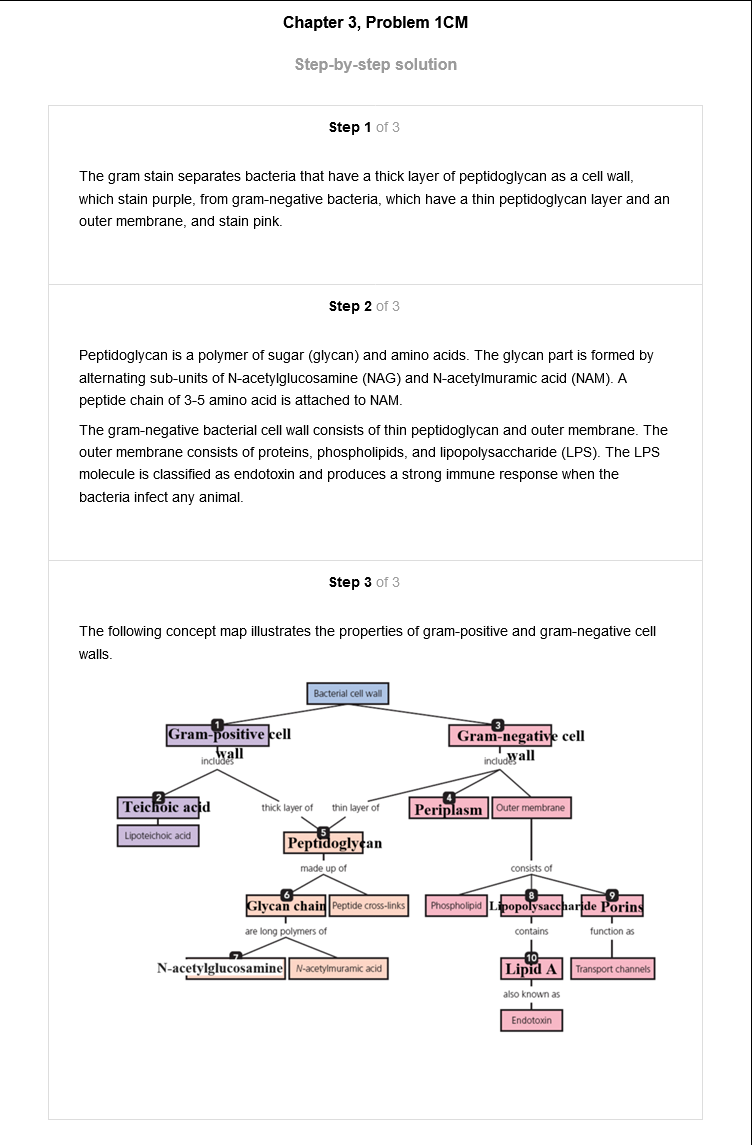 Chapter 3, Problem 1CM
Step-by-step solution
Step 1 of 3
The gram stain separates bacteria that have a thick layer of peptidoglycan as a cell wall,
which stain purple, from gram-negative bacteria, which have a thin peptidoglycan layer and an
outer membrane, and stain pink.
Step 2 of 3
Peptidoglycan is a polymer of sugar (glycan) and amino acids. The glycan part is formed by
alternating sub-units of N-acetylglucosamine (NAG) and N-acetylmuramic acid (NAM). A
peptide chain of 3-5 amino acid is attached to NAM.
The gram-negative bacterial cell wall consists of thin peptidoglycan and outer membrane. The
outer membrane consists of proteins, phospholipids, and lipopolysaccharide (LPS). The LPS
molecule is classified as endotoxin and produces a strong immune response when the
bacteria infect any animal.
Step 3 of 3
The following concept map illustrates the properties of gram-positive and gram-negative cell
walls.
Bacterial cell wall
1
3
Gram-positive cell
wall
Gram-negative cell
wall
includes
includes
2
4
Teichoic acid
thick layer of
thin layer of
Periplasm
Outer membrane
Lipoteichoic acid
5
Peptidoglycan
made up of
consists of
6
8
9
Glycan chain
Peptide cross-links
Phospholipid
Lipopolysaccharide
Porins
are long polymers of
contains
function as
7
10
N-acetylglucosamine
N-acetylmuramic acid
Lipid A
Transport channels
also known as
Endotoxin